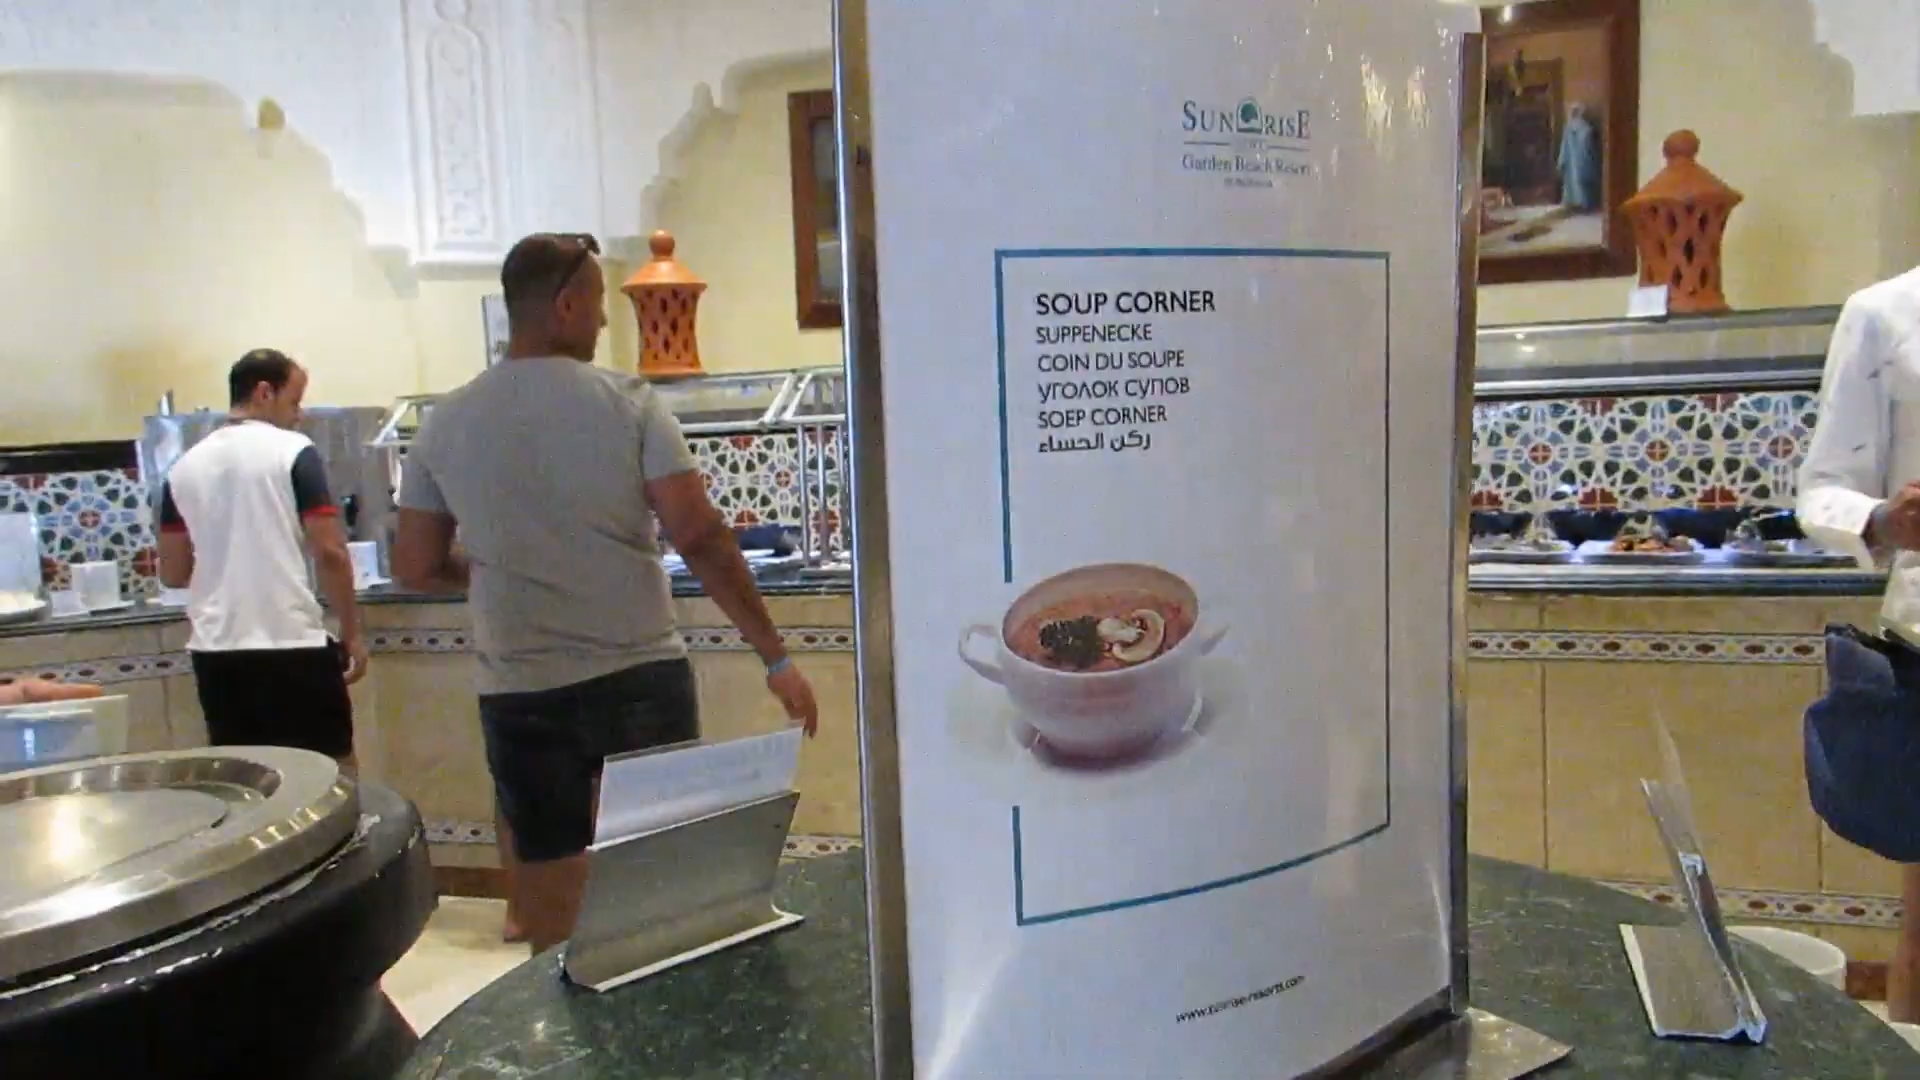 SUNRISE
Garden Beach Resort
SOUP CORNER
SUPPENECKE
COIN DU SOUPE
УГОЛОК СУПОВ
SOEP CORNER
ركن الحساء
www.sunrise-resorts.com